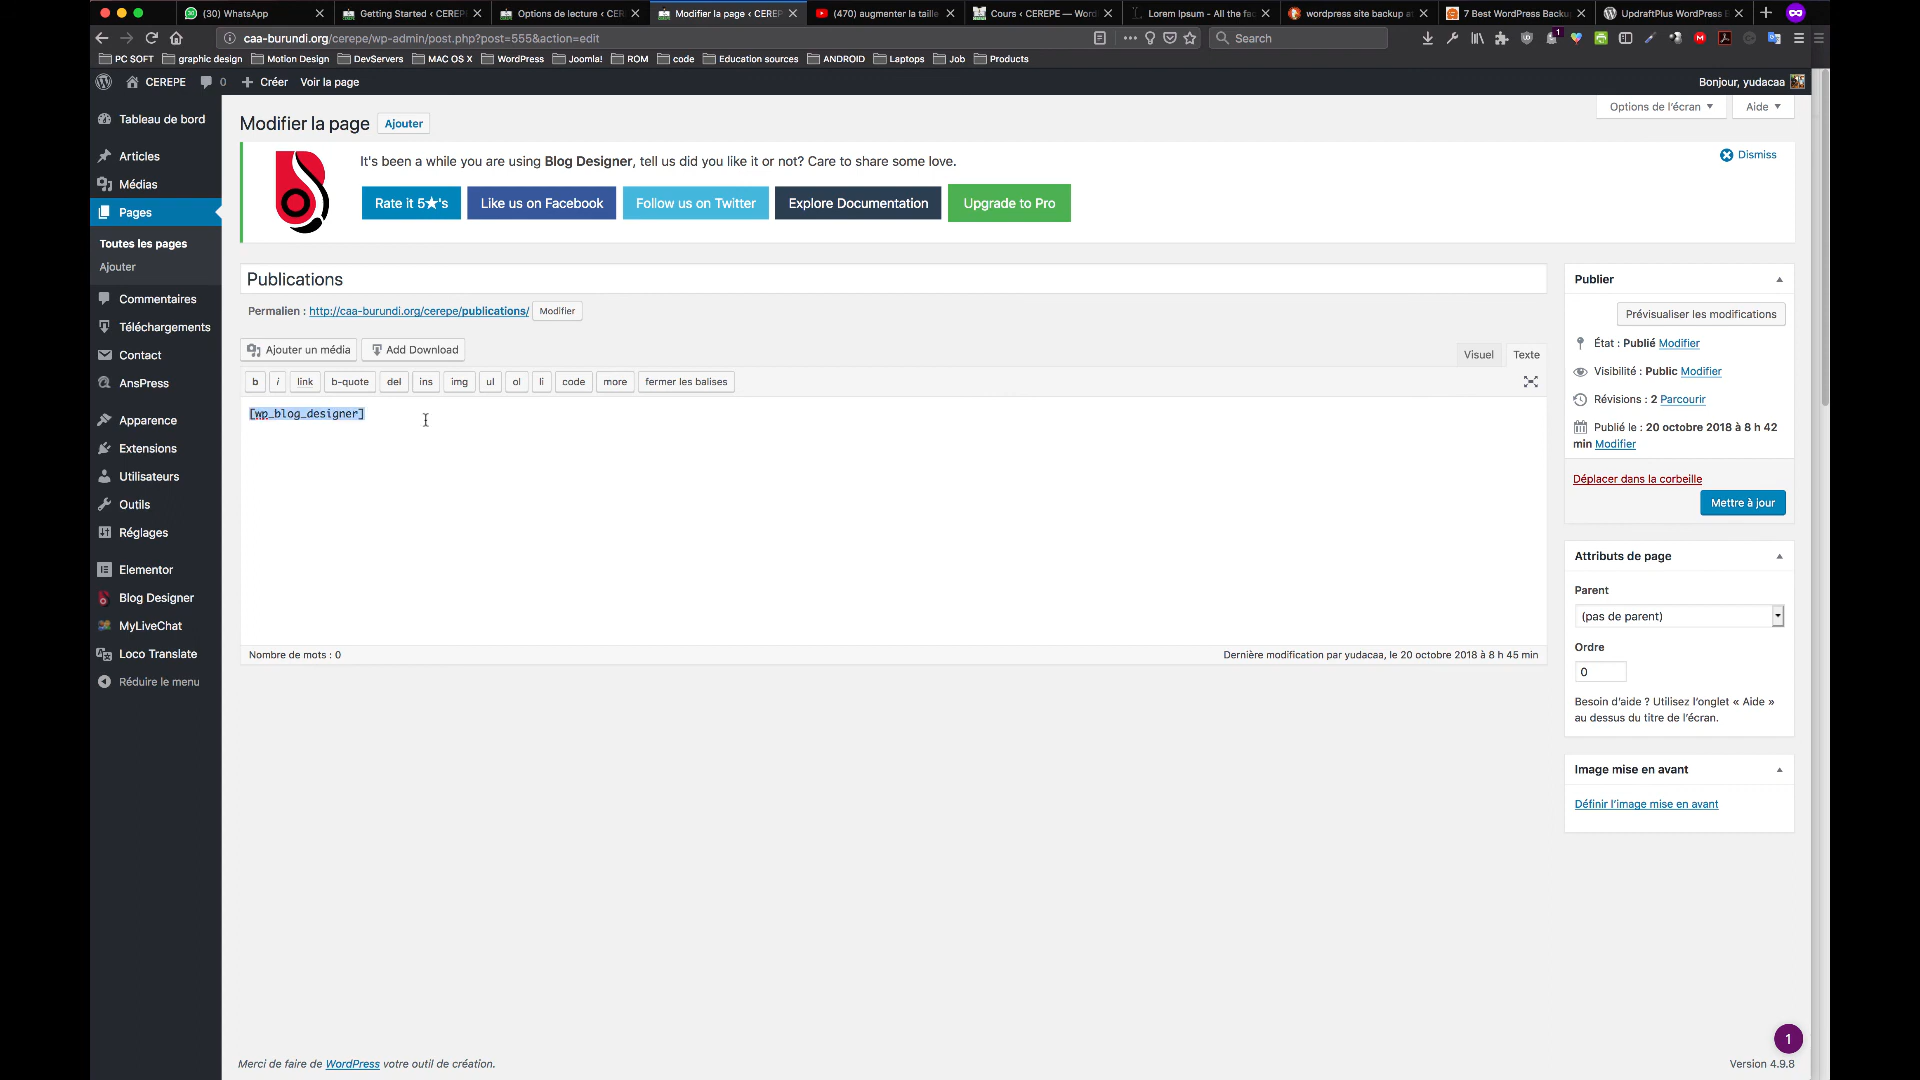 (30) WhatsApp
Getting Started ‹ CEREPE
Options de lecture ‹ CE
Modifier la page ‹ CEREP
(470) augmenter la taille
Cours ‹ CEREPE — Word
Lorem Ipsum - All the fac
wordpress site backup at
7 Best WordPress Backu
UpdraftPlus WordPress B
caa-burundi.org/cerepe/wp-admin/post.php?post=555&action=edit
Search
1
PC SOFT
graphic design
Motion Design
DevServers
MAC OS X
WordPress
Joomla!
ROM
code
Education sources
ANDROID
Laptops
Job
Products
CEREPE
0
Créer
Voir la page
Bonjour, yudacaa
Tableau de bord
Articles
Médias
Pages
Toutes les pages
Ajouter
Commentaires
Téléchargements
Contact
AnsPress
Apparence
Extensions
Utilisateurs
Outils
Réglages
Elementor
Blog Designer
MyLiveChat
Loco Translate
Réduire le menu
Options de l'écran
Aide
Modifier la page
Ajouter
It's been a while you are using Blog Designer, tell us did you like it or not? Care to share some love.
Dismiss
Rate it 5★'s
Like us on Facebook
Follow us on Twitter
Explore Documentation
Upgrade to Pro
Publications
Permalien : http://caa-burundi.org/cerepe/publications/
Modifier
Ajouter un média
Add Download
Visuel
Texte
b
i
link
b-quote
del
ins
img
ul
ol
li
code
more
fermer les balises
[wp_blog_designer]
Nombre de mots : 0
Dernière modification par yudacaa, le 20 octobre 2018 à 8 h 45 min
Publier
Prévisualiser les modifications
État : Publié Modifier
Visibilité : Public Modifier
Révisions : 2 Parcourir
Publié le : 20 octobre 2018 à 8 h 42
min Modifier
Déplacer dans la corbeille
Mettre à jour
Attributs de page
Parent
(pas de parent)
Ordre
0
Besoin d'aide ? Utilisez l'onglet « Aide »
au dessus du titre de l'écran.
Image mise en avant
Définir l'image mise en avant
1
Merci de faire de WordPress votre outil de création.
Version 4.9.8